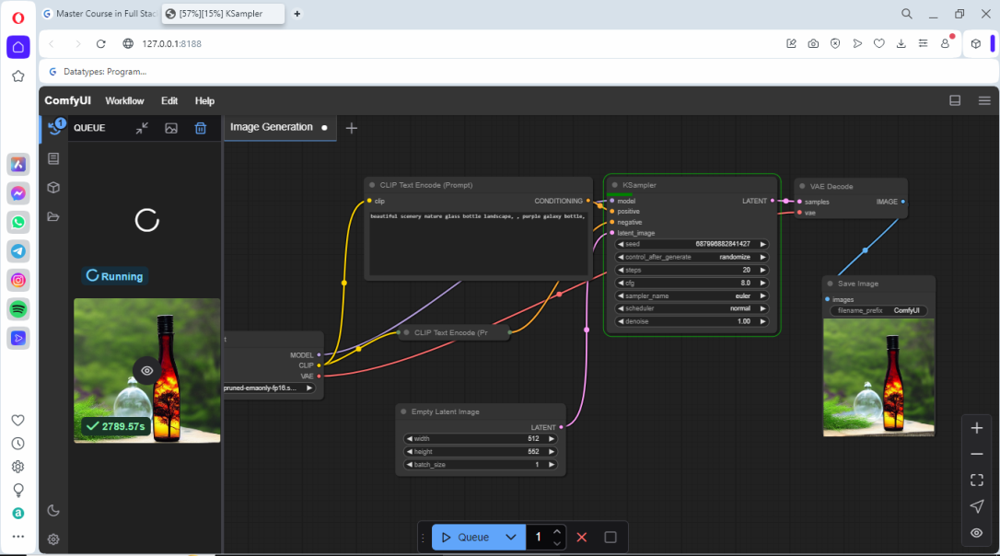 Master Course in Full Stac
[57%][15%] KSampler
127.0.0.1:8188
Datatypes: Program...
ComfyUI
Workflow
Edit
Help
1
QUEUE
Image Generation
Running
2789.57s
CLIP Text Encode (Prompt)
clip
CONDITIONING
beautiful scenery nature glass bottle landscape, , purple galaxy bottle,
KSampler
model
LATENT
positive
negative
latent_image
seed 687996882841427
control_after_generate randomize
steps 20
cfg 8.0
sampler_name euler
scheduler normal
denoise 1.00
VAE Decode
samples
IMAGE
vae
Save Image
images
filename_prefix ComfyUI
t
MODEL
CLIP
VAE
pruned-emaonly-fp16.s...
CLIP Text Encode (Pr
Empty Latent Image
LATENT
width 512
height 552
batch_size 1
Queue
1